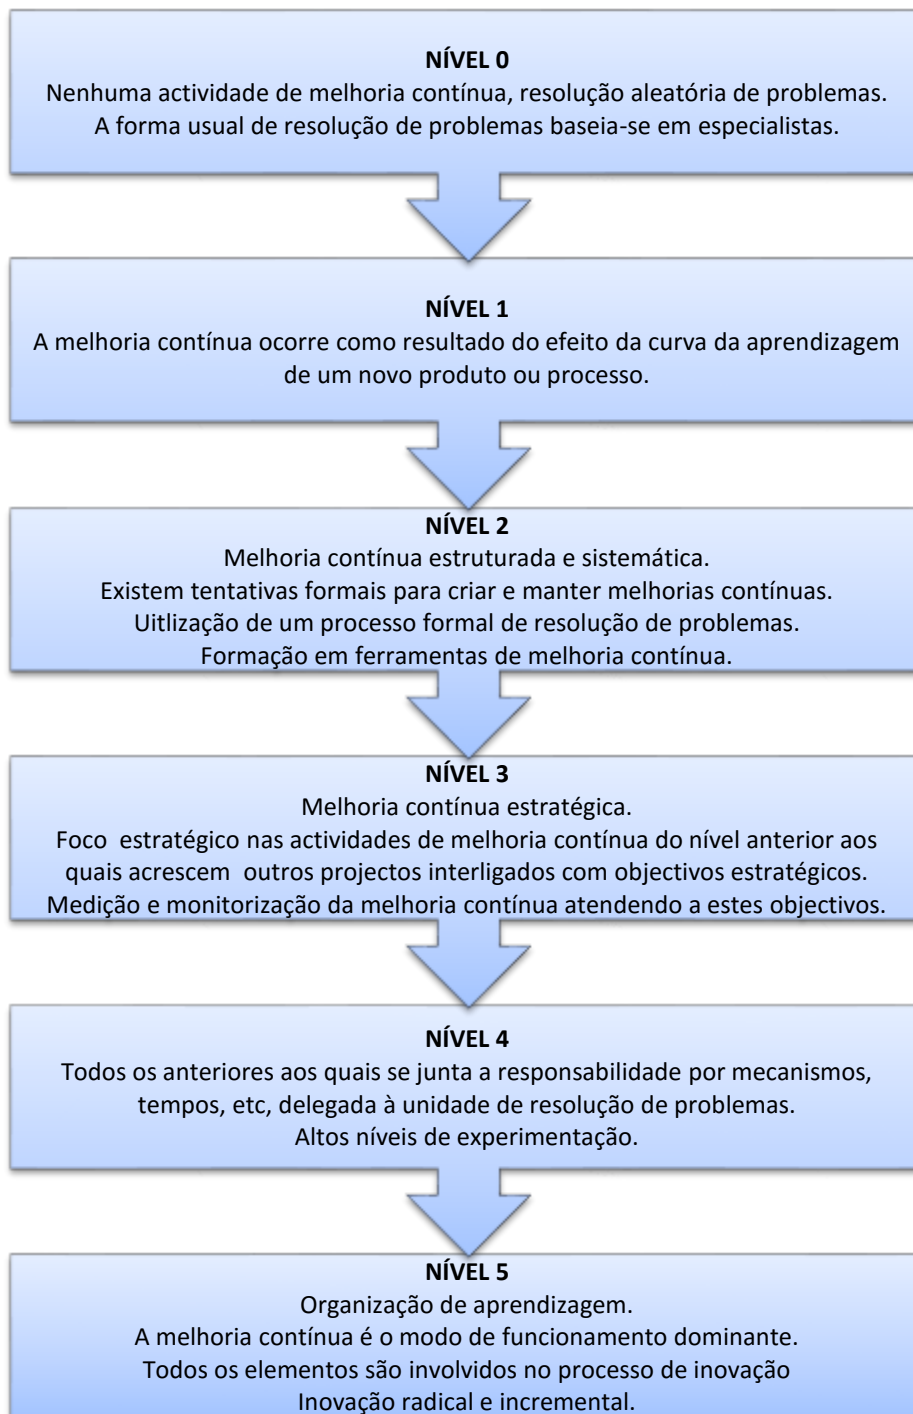 NÍVEL 0
Nenhuma actividade de melhoria contínua, resolução aleatória de problemas.
A forma usual de resolução de problemas baseia-se em especialistas.
NÍVEL 1
A melhoria contínua ocorre como resultado do efeito da curva da aprendizagem
de um novo produto ou processo.
NÍVEL 2
Melhoria contínua estruturada e sistemática.
Existem tentativas formais para criar e manter melhorias contínuas.
Uitlização de um processo formal de resolução de problemas.
Formação em ferramentas de melhoria contínua.
NÍVEL 3
Melhoria contínua estratégica.
Foco estratégico nas actividades de melhoria contínua do nível anterior aos
quais acrescem outros projectos interligados com objectivos estratégicos.
Medição e monitorização da melhoria contínua atendendo a estes objectivos.
NÍVEL 4
Todos os anteriores aos quais se junta a responsabilidade por mecanismos,
tempos, etc, delegada à unidade de resolução de problemas.
Altos níveis de experimentação.
NÍVEL 5
Organização de aprendizagem.
A melhoria contínua é o modo de funcionamento dominante.
Todos os elementos são involvidos no processo de inovação
Inovação radical e incremental.